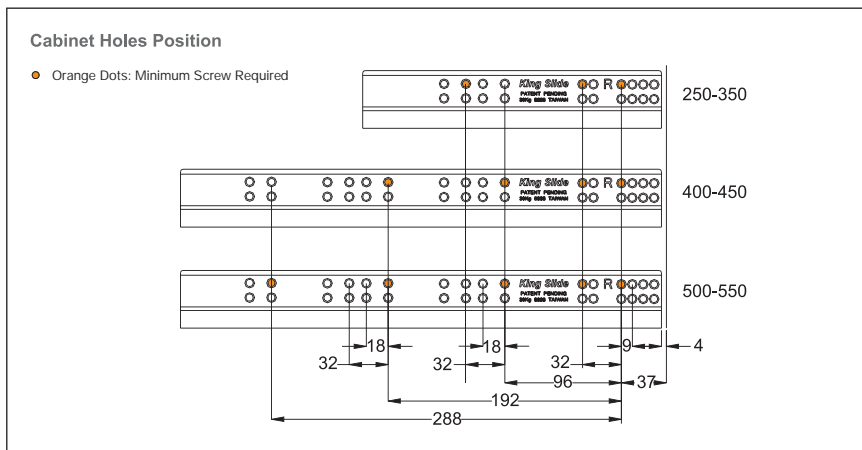 Cabinet Holes Position
Orange Dots: Minimum Screw Required
King Slide R
PATENT PENDING
250-350
King Slide R
PATENT PENDING
400-450
King Slide R
PATENT PENDING
500-550
18 18 9 4
32 32 32
96 37
192
288